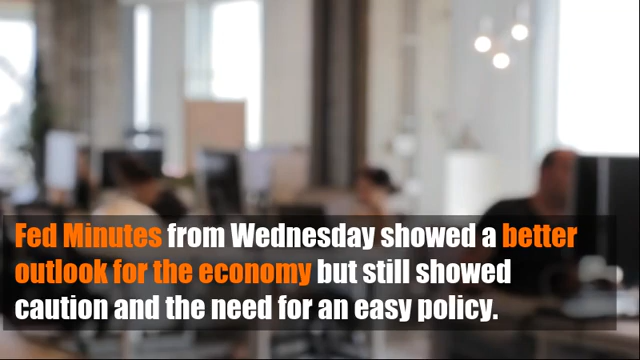 Fed Minutes from Wednesday showed a better
outlook for the economy but still showed
caution and the need for an easy policy.